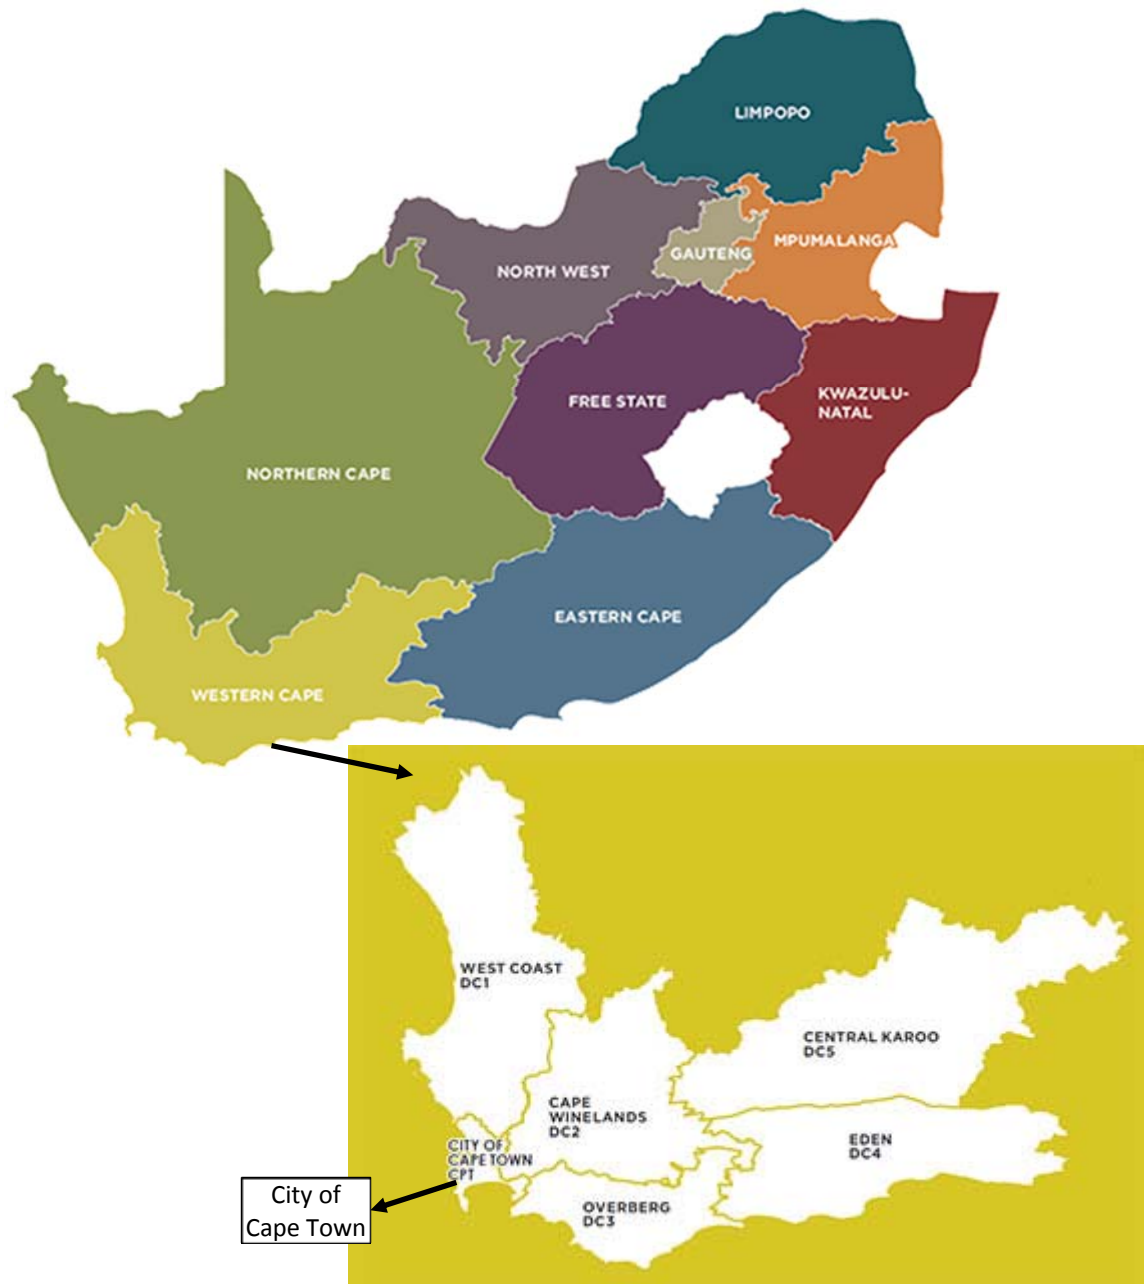 LIMPOPO
MPUMALANGA
GAUTENG
NORTH WEST
KWAZULU-
NATAL
FREE STATE
NORTHERN CAPE
EASTERN CAPE
WESTERN CAPE
WEST COAST
DC1
CENTRAL KAROO
DC5
CAPE
WINELANDS
DC2
EDEN
DC4
CITY OF
CAPE TOWN
CPT
OVERBERG
DC3
City of
Cape Town